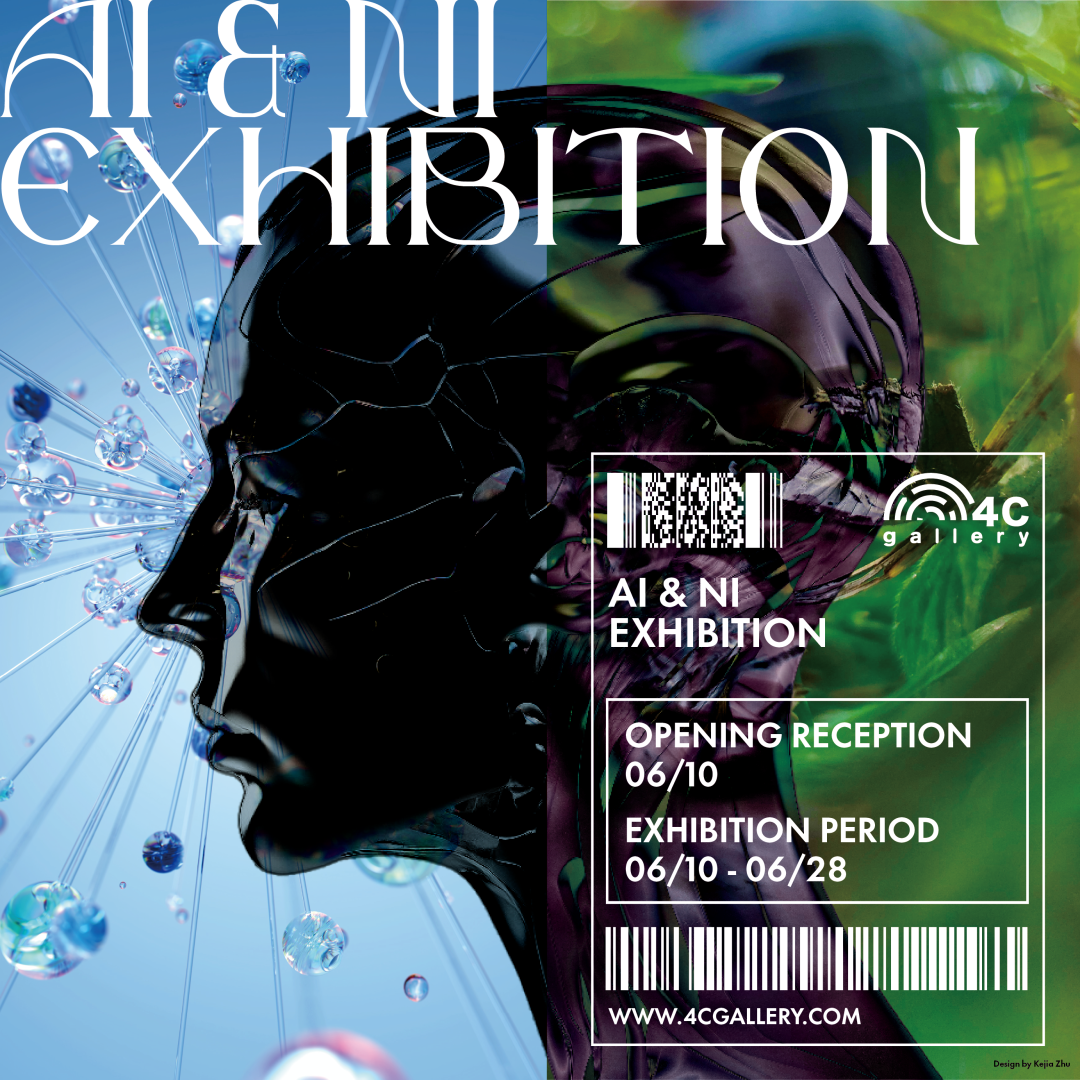 AI & NI
EXHIBITION
4C
gallery
AI & NI
EXHIBITION
OPENING RECEPTION
06/10
EXHIBITION PERIOD
06/10 - 06/28
WWW.4CGALLERY.COM
Design by Kejia Zhu